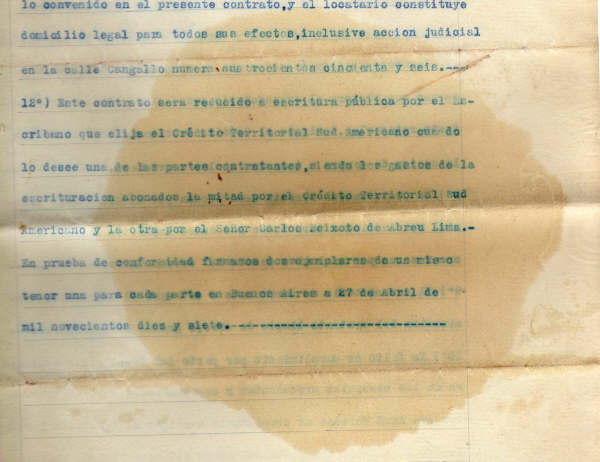 lo convenido en el presente contrato,y el locatario constituye
domicilio legal para todos sus efectos,inclusive accion judicial
en la calle Cangallo numero cuatrocientos cincuenta y seis.---
12°) Este contrato sera reducido a escritura pública por el Es-
cribano que elija el Crédito Territorial Sud Americano cuando
lo desee una de las partes contratantes,siendo los gastos de la
escrituracion abonados la mitad por el Crédito Territorial Sud
Americano y la otra por el Señor Carlos Peixoto de Abreu Lima.-
En prueba de conformidad firmamos dos ejemplares de un mismo
tenor una para cada parte en Buenos Aires a 27 de Abril de
mil novecientos diez y siete.